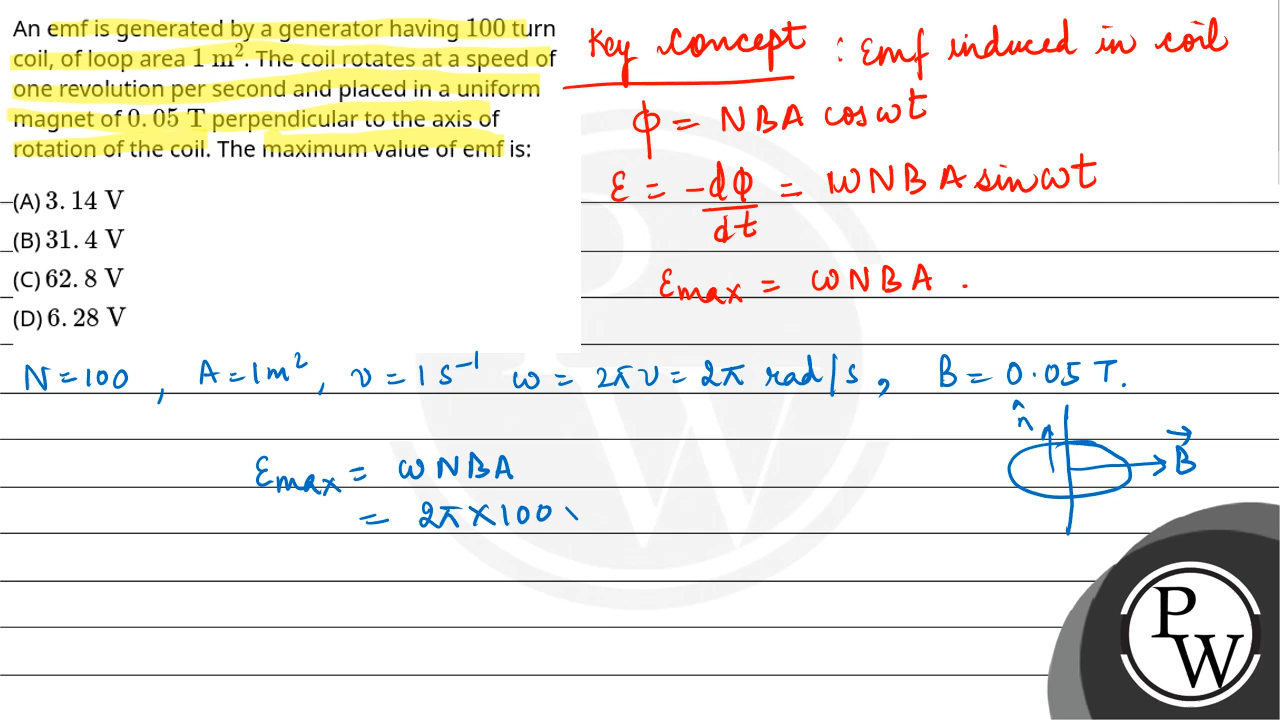 An emf is generated by a generator having 100 turn
coil, of loop area 1 m². The coil rotates at a speed of
one revolution per second and placed in a uniform
magnet of 0.05 T perpendicular to the axis of
rotation of the coil. The maximum value of emf is:
(A) 3.14 V
(B) 31.4 V
(C) 62.8 V
(D) 6.28 V
Key concept : Emf induced in coil
ϕ = NBA cosωt
ε = -dϕ/dt = ωNBA sinωt
εmax = ωNBA.
N = 100, A = 1m², ν = 1 s⁻¹ ω = 2πν = 2π rad/s, B = 0.05 T.
n̂
B⃗
εmax = ωNBA
= 2π×100
P
W
PW